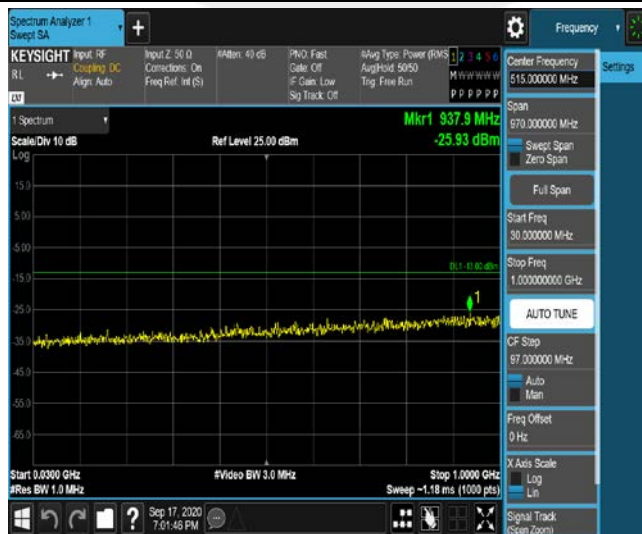 Spectrum Analyzer 1
Swept SA
Frequency
KEYSIGHT
RL
LXI
Input: RF
Coupling: DC
Align: Auto
Input Z: 50 Ω
Corrections: On
Freq Ref: Int (S)
#Atten: 40 dB
PNO: Fast
Gate: Off
IF Gain: Low
Sig Track: Off
#Avg Type: Power (RMS
Avg|Hold: 50/50
Trig: Free Run
1 2 3 4 5 6
M W W W W W
P P P P P P
1 Spectrum
Scale/Div 10 dB
Log
Ref Level 25.00 dBm
Mkr1 937.9 MHz
-25.93 dBm
15.0
5.00
-5.00
DL1 -13.00 dBm
-15.0
1
-25.0
-35.0
-45.0
-55.0
-65.0
Start 0.0300 GHz
#Res BW 1.0 MHz
#Video BW 3.0 MHz
Stop 1.0000 GHz
Sweep ~1.18 ms (1000 pts)
Sep 17, 2020
7:01:46 PM
Center Frequency
515.000000 MHz
Settings
Span
970.000000 MHz
Swept Span
Zero Span
Full Span
Start Freq
30.000000 MHz
Stop Freq
1.000000000 GHz
AUTO TUNE
CF Step
97.000000 MHz
Auto
Man
Freq Offset
0 Hz
X Axis Scale
Log
Lin
Signal Track
(Span Zoom)